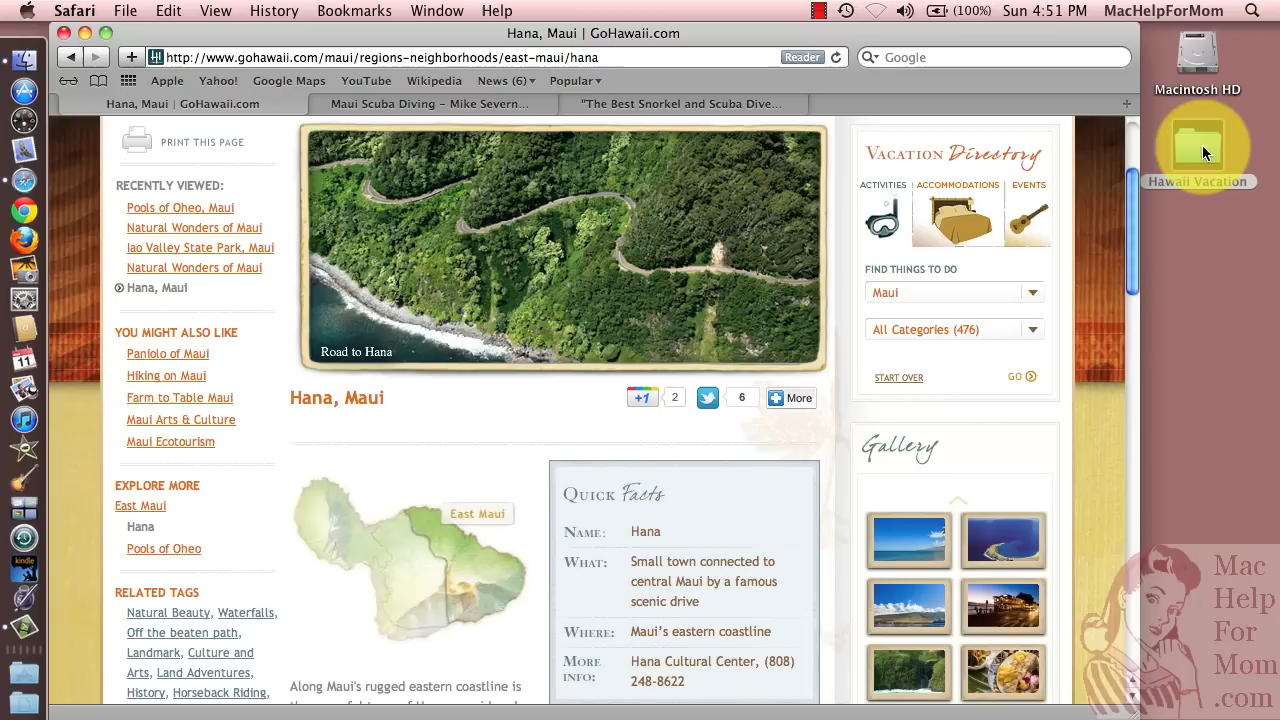 Safari File Edit View History Bookmarks Window Help (100%) Sun 4:51 PM MacHelpForMom
Hana, Maui | GoHawaii.com
http://www.gohawaii.com/maui/regions-neighborhoods/east-maui/hana Reader Google
Apple Yahoo! Google Maps YouTube Wikipedia News (6) Popular
Hana, Maui | GoHawaii.com Maui Scuba Diving – Mike Severn... "The Best Snorkel and Scuba Dive...
Macintosh HD
Hawaii Vacation
PRINT THIS PAGE
RECENTLY VIEWED:
Pools of Oheo, Maui
Natural Wonders of Maui
Iao Valley State Park, Maui
Natural Wonders of Maui
Hana, Maui
YOU MIGHT ALSO LIKE
Paniolo of Maui
Hiking on Maui
Farm to Table Maui
Maui Arts & Culture
Maui Ecotourism
EXPLORE MORE
East Maui
Hana
Pools of Oheo
RELATED TAGS
Natural Beauty, Waterfalls,
Off the beaten path,
Landmark, Culture and
Arts, Land Adventures,
History, Horseback Riding,
Road to Hana
Hana, Maui
+1 2 6 More
East Maui
Quick Facts
NAME: Hana
WHAT: Small town connected to
central Maui by a famous
scenic drive
WHERE: Maui's eastern coastline
MORE INFO: Hana Cultural Center, (808)
248-8622
Along Maui's rugged eastern coastline is
VACATION Directory
ACTIVITIES ACCOMMODATIONS EVENTS
FIND THINGS TO DO
Maui
All Categories (476)
START OVER GO
Gallery
kindle
11
Mac
Help
For
Mom
.com